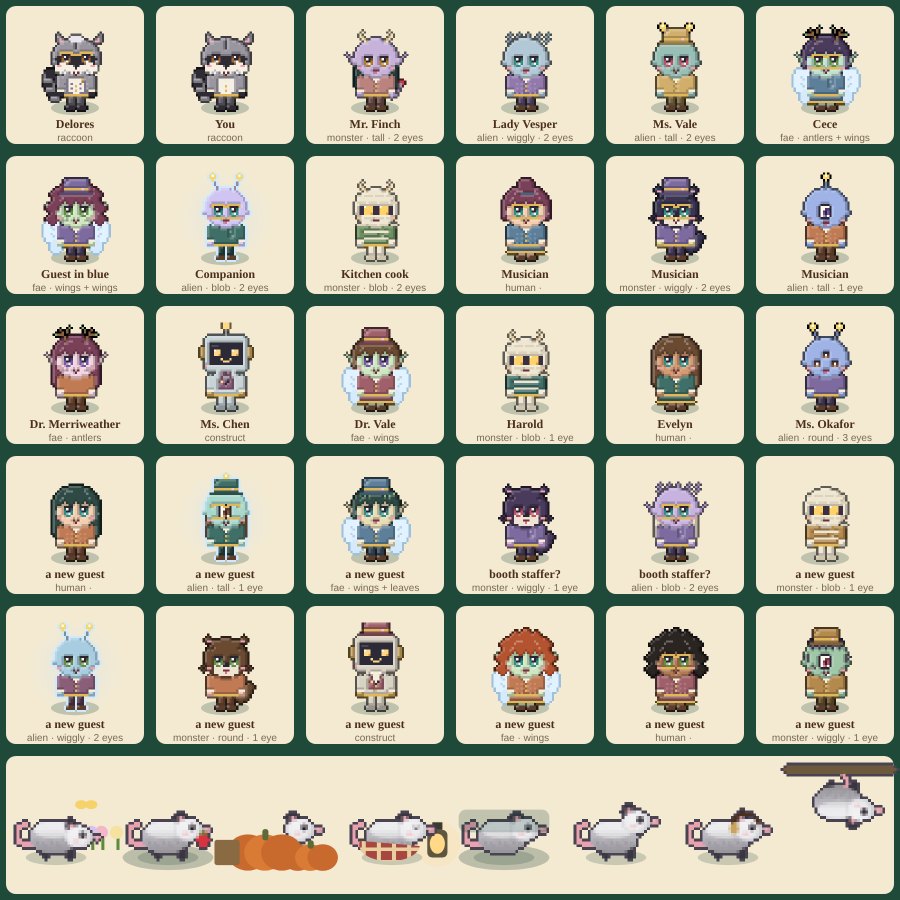 Delores
raccoon
You
raccoon
Mr. Finch
monster · tall · 2 eyes
Lady Vesper
alien · wiggly · 2 eyes
Ms. Vale
alien · tall · 2 eyes
Cece
fae · antlers + wings
Guest in blue
fae · wings + wings
Companion
alien · blob · 2 eyes
Kitchen cook
monster · blob · 2 eyes
Musician
human ·
Musician
monster · wiggly · 2 eyes
Musician
alien · tall · 1 eye
Dr. Merriweather
fae · antlers
Ms. Chen
construct
Dr. Vale
fae · wings
Harold
monster · blob · 1 eye
Evelyn
human ·
Ms. Okafor
alien · round · 3 eyes
a new guest
human ·
a new guest
alien · tall · 1 eye
a new guest
fae · wings + leaves
booth staffer?
monster · wiggly · 1 eye
booth staffer?
alien · blob · 2 eyes
a new guest
monster · blob · 1 eye
a new guest
alien · wiggly · 2 eyes
a new guest
monster · round · 1 eye
a new guest
construct
a new guest
fae · wings
a new guest
human ·
a new guest
monster · wiggly · 1 eye